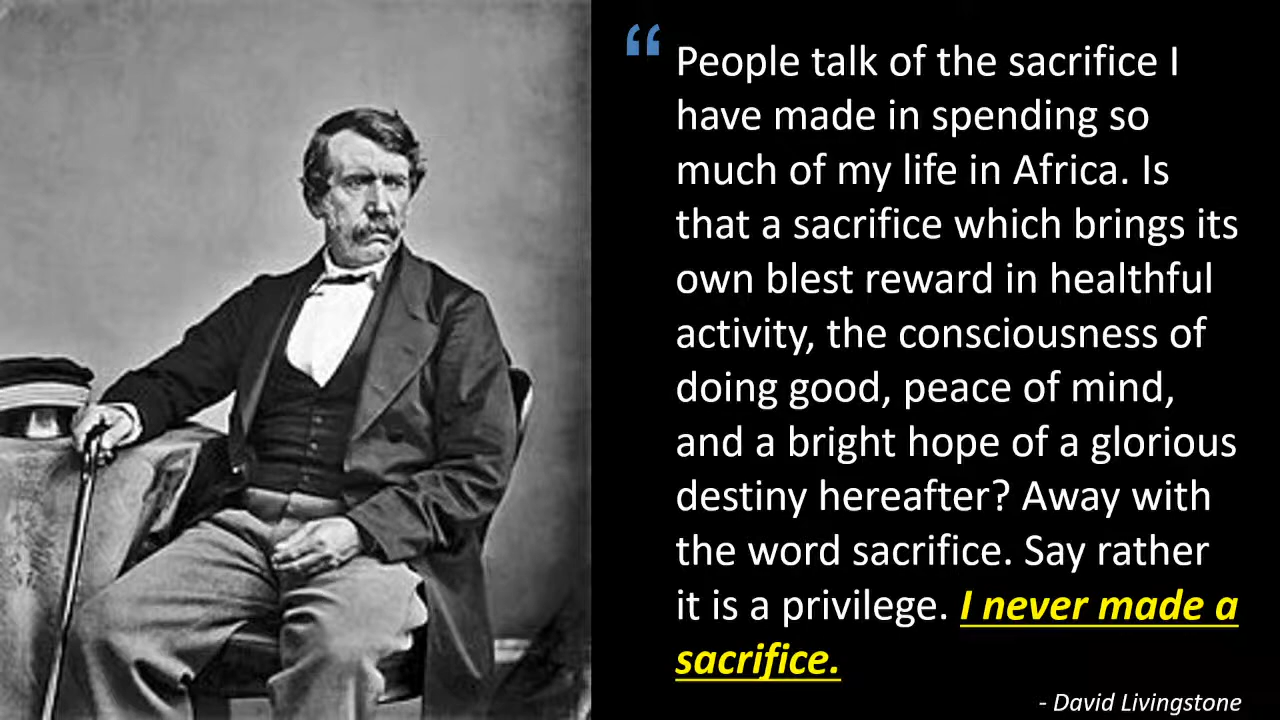 “ People talk of the sacrifice I
have made in spending so
much of my life in Africa. Is
that a sacrifice which brings its
own blest reward in healthful
activity, the consciousness of
doing good, peace of mind,
and a bright hope of a glorious
destiny hereafter? Away with
the word sacrifice. Say rather
it is a privilege. I never made a
sacrifice.
- David Livingstone